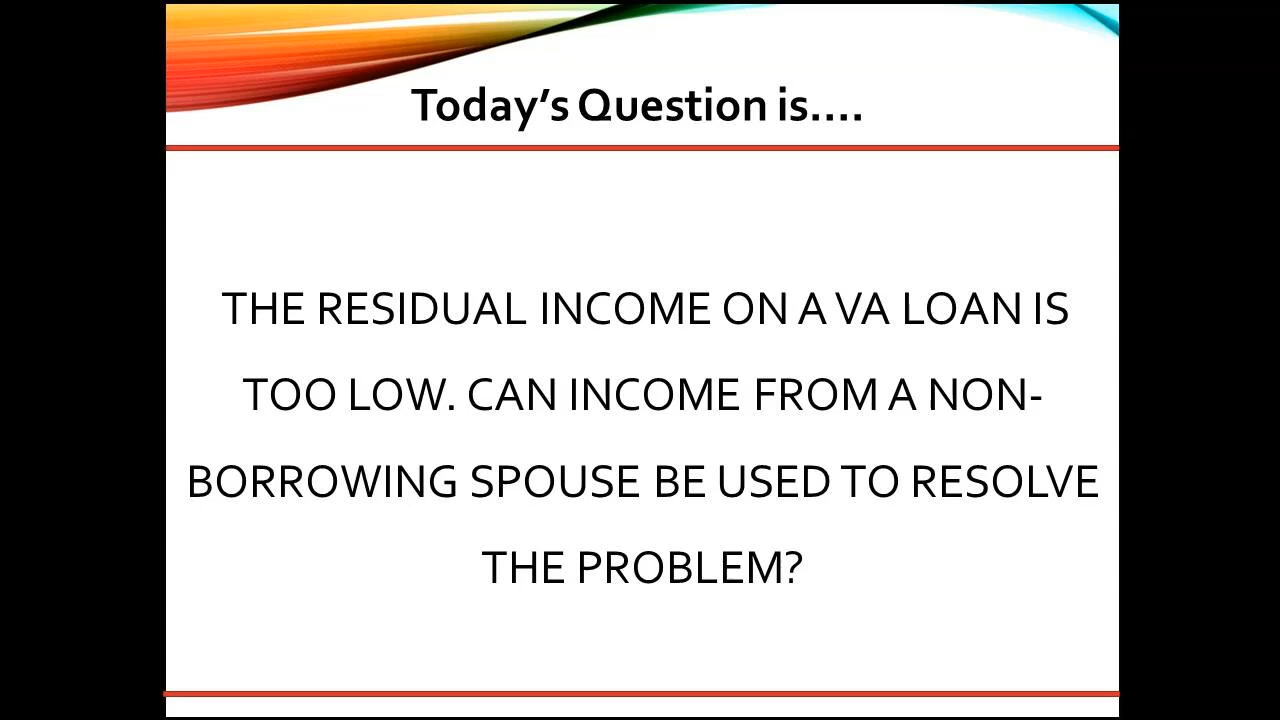 Today’s Question is....
THE RESIDUAL INCOME ON A VA LOAN IS
TOO LOW. CAN INCOME FROM A NON-
BORROWING SPOUSE BE USED TO RESOLVE
THE PROBLEM?